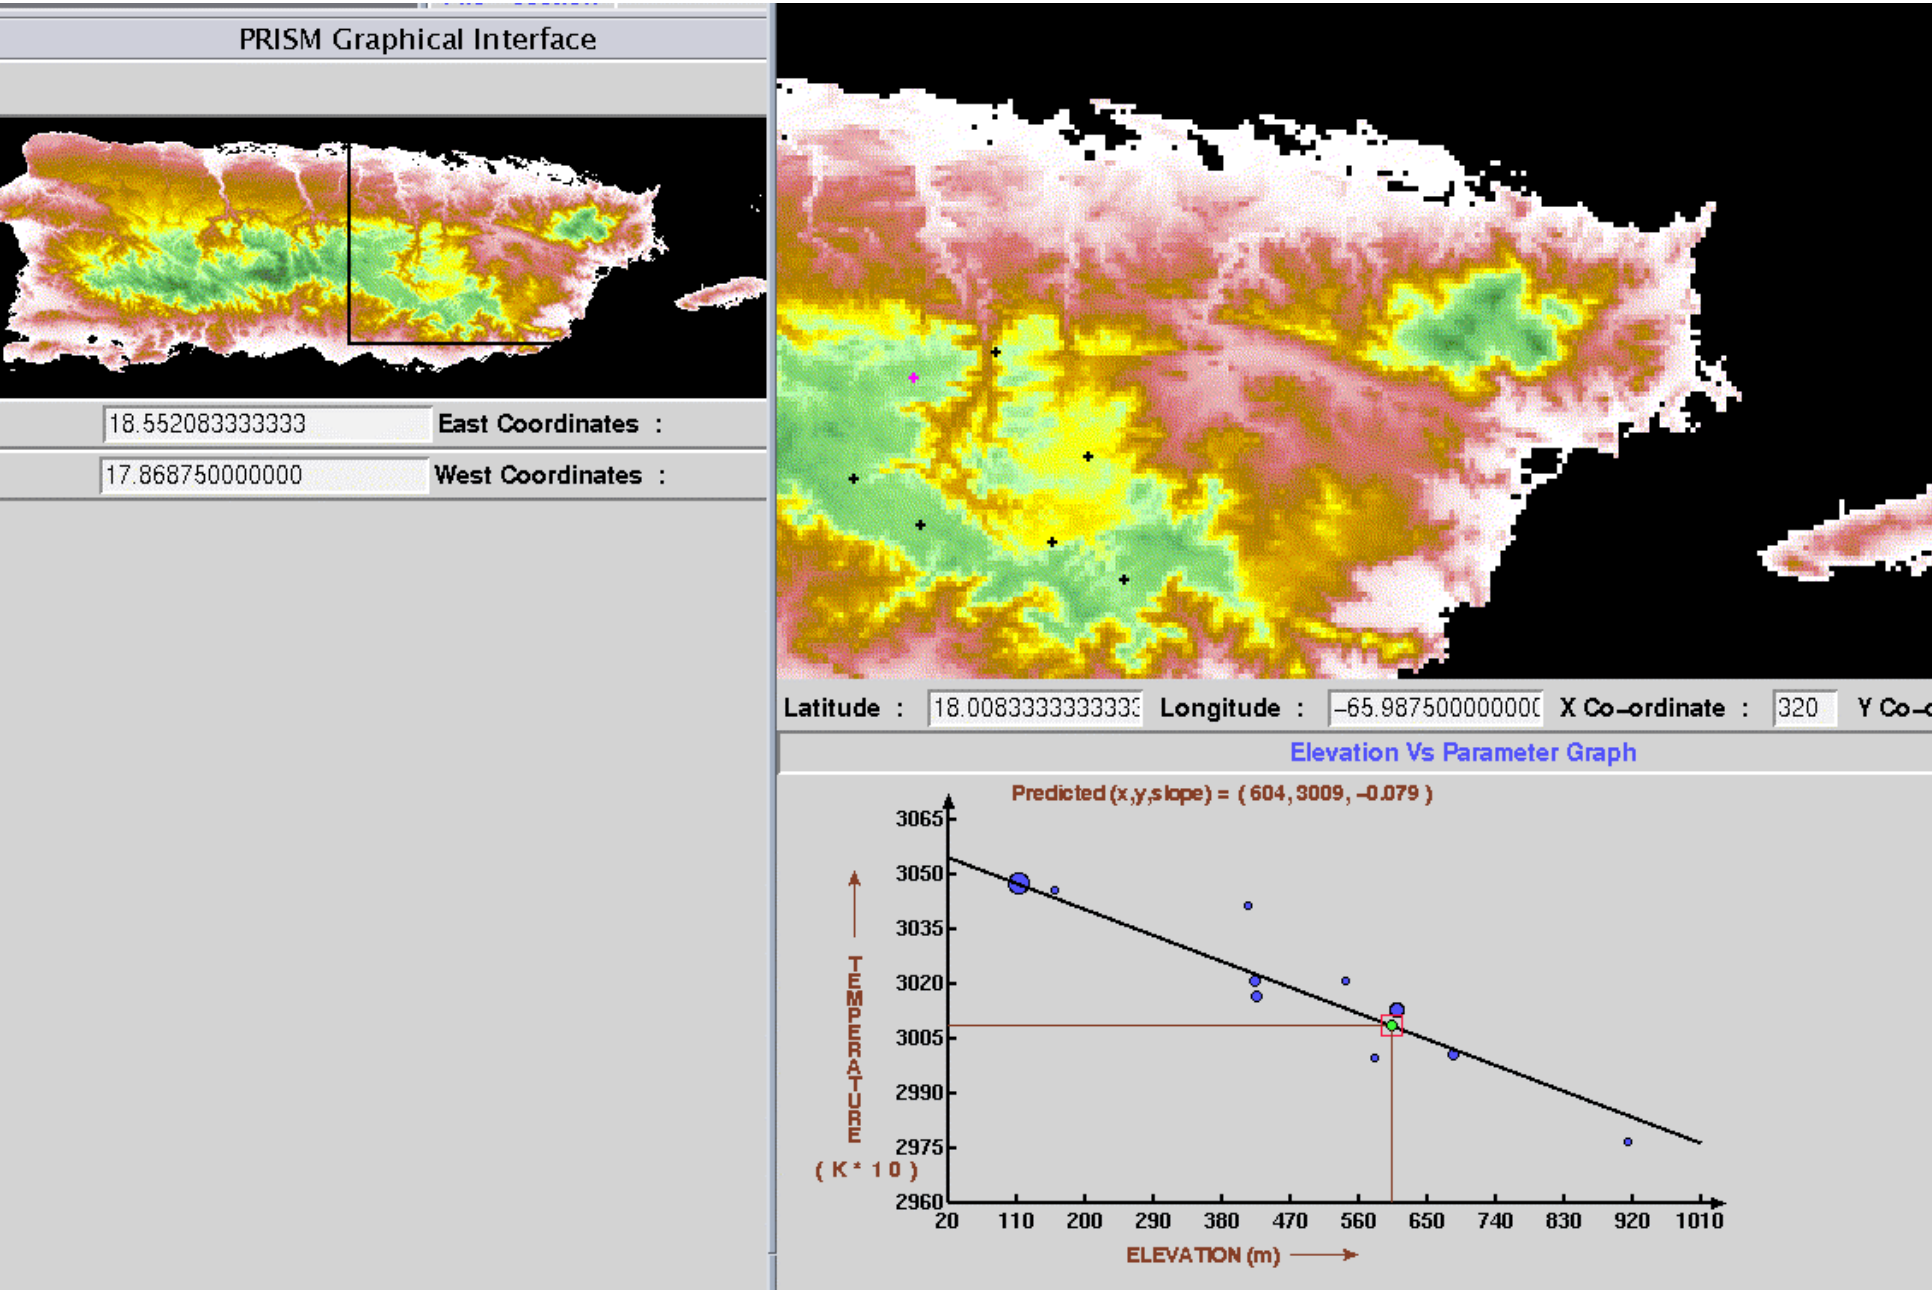 PRISM Graphical Interface
18.552083333333 East Coordinates :
17.868750000000 West Coordinates :
Latitude : 18.0083333333333 Longitude : -65.9875000000000 X Co-ordinate : 320 Y Co-
Elevation Vs Parameter Graph
Predicted (x,y,slope) = ( 604, 3009, -0.079 )
3065
3050
3035
3020
3005
2990
2975
2960
TEMPERATURE
( K * 10 )
20 110 200 290 380 470 560 650 740 830 920 1010
ELEVATION (m)